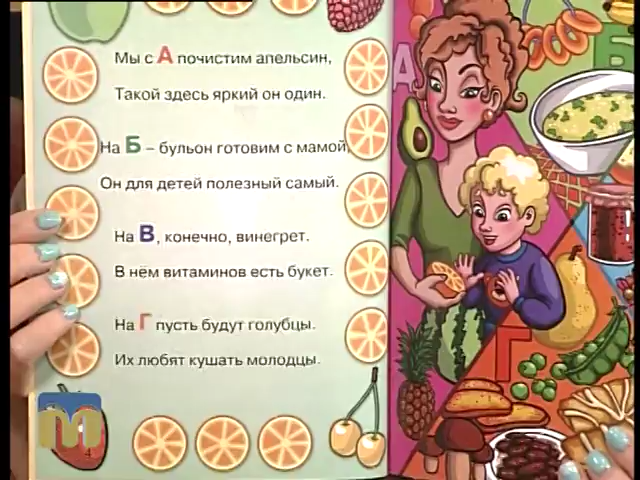 Мы с А почистим апельсин,
Такой здесь яркий он один.
На Б – бульон готовим с мамой
Он для детей полезный самый.
На В, конечно, винегрет.
В нём витаминов есть букет.
На Г пусть будут голубцы.
Их любят кушать молодцы.
А
Б
Г
М